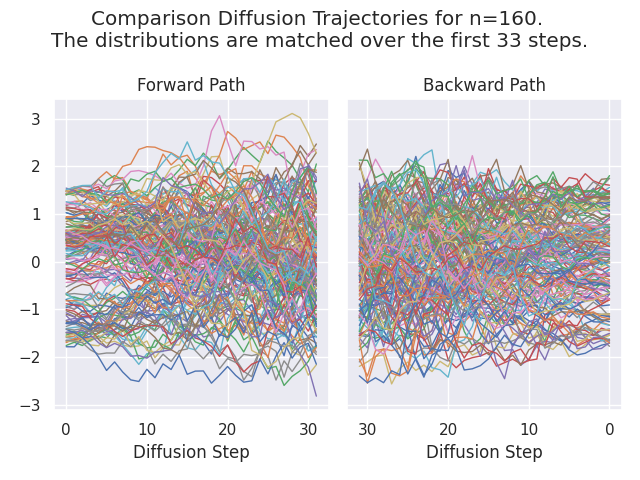 Comparison Diffusion Trajectories for n=160.
The distributions are matched over the first 33 steps.
Forward Path
Backward Path
3
2
1
0
−1
−2
−3
0 10 20 30
30 20 10 0
Diffusion Step
Diffusion Step